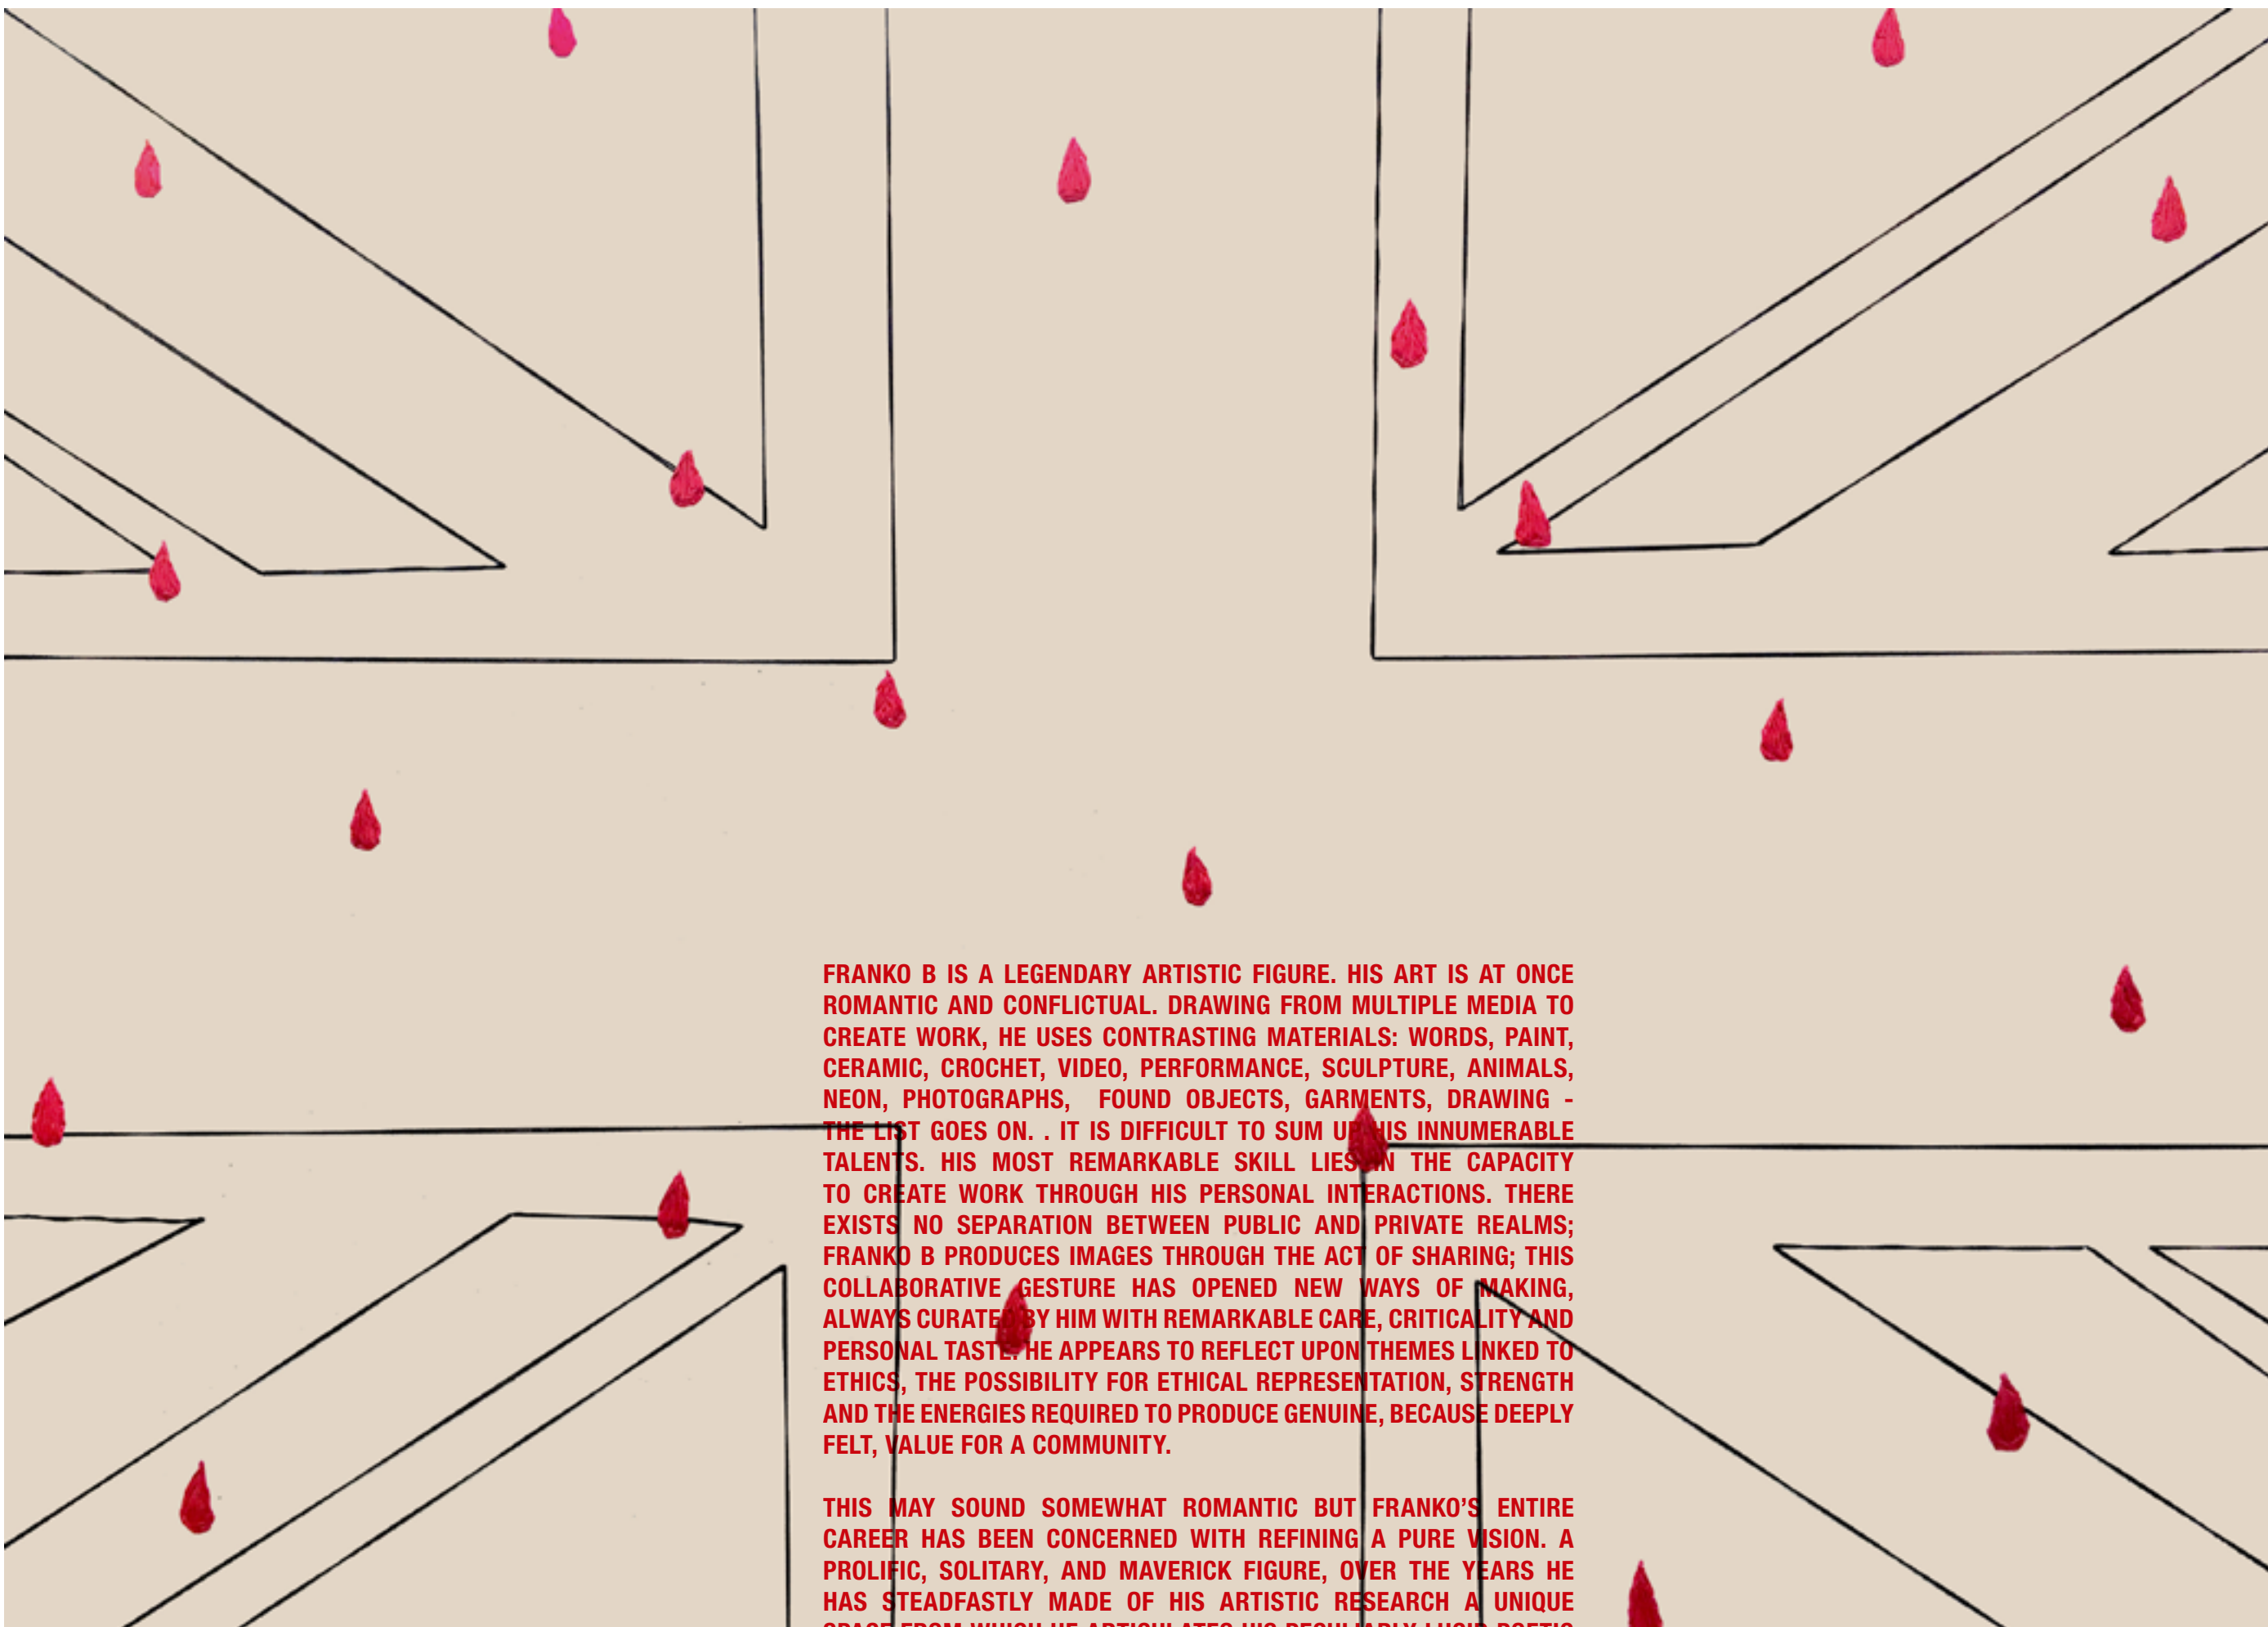 FRANKO B IS A LEGENDARY ARTISTIC FIGURE. HIS ART IS AT ONCE
ROMANTIC AND CONFLICTUAL. DRAWING FROM MULTIPLE MEDIA TO
CREATE WORK, HE USES CONTRASTING MATERIALS: WORDS, PAINT,
CERAMIC, CROCHET, VIDEO, PERFORMANCE, SCULPTURE, ANIMALS,
NEON, PHOTOGRAPHS, FOUND OBJECTS, GARMENTS, DRAWING -
THE LIST GOES ON. . IT IS DIFFICULT TO SUM UP HIS INNUMERABLE
TALENTS. HIS MOST REMARKABLE SKILL LIES IN THE CAPACITY
TO CREATE WORK THROUGH HIS PERSONAL INTERACTIONS. THERE
EXISTS NO SEPARATION BETWEEN PUBLIC AND PRIVATE REALMS;
FRANKO B PRODUCES IMAGES THROUGH THE ACT OF SHARING; THIS
COLLABORATIVE GESTURE HAS OPENED NEW WAYS OF MAKING,
ALWAYS CURATED BY HIM WITH REMARKABLE CARE, CRITICALITY AND
PERSONAL TASTE. HE APPEARS TO REFLECT UPON THEMES LINKED TO
ETHICS, THE POSSIBILITY FOR ETHICAL REPRESENTATION, STRENGTH
AND THE ENERGIES REQUIRED TO PRODUCE GENUINE, BECAUSE DEEPLY
FELT, VALUE FOR A COMMUNITY.
THIS MAY SOUND SOMEWHAT ROMANTIC BUT FRANKO'S ENTIRE
CAREER HAS BEEN CONCERNED WITH REFINING A PURE VISION. A
PROLIFIC, SOLITARY, AND MAVERICK FIGURE, OVER THE YEARS HE
HAS STEADFASTLY MADE OF HIS ARTISTIC RESEARCH A UNIQUE